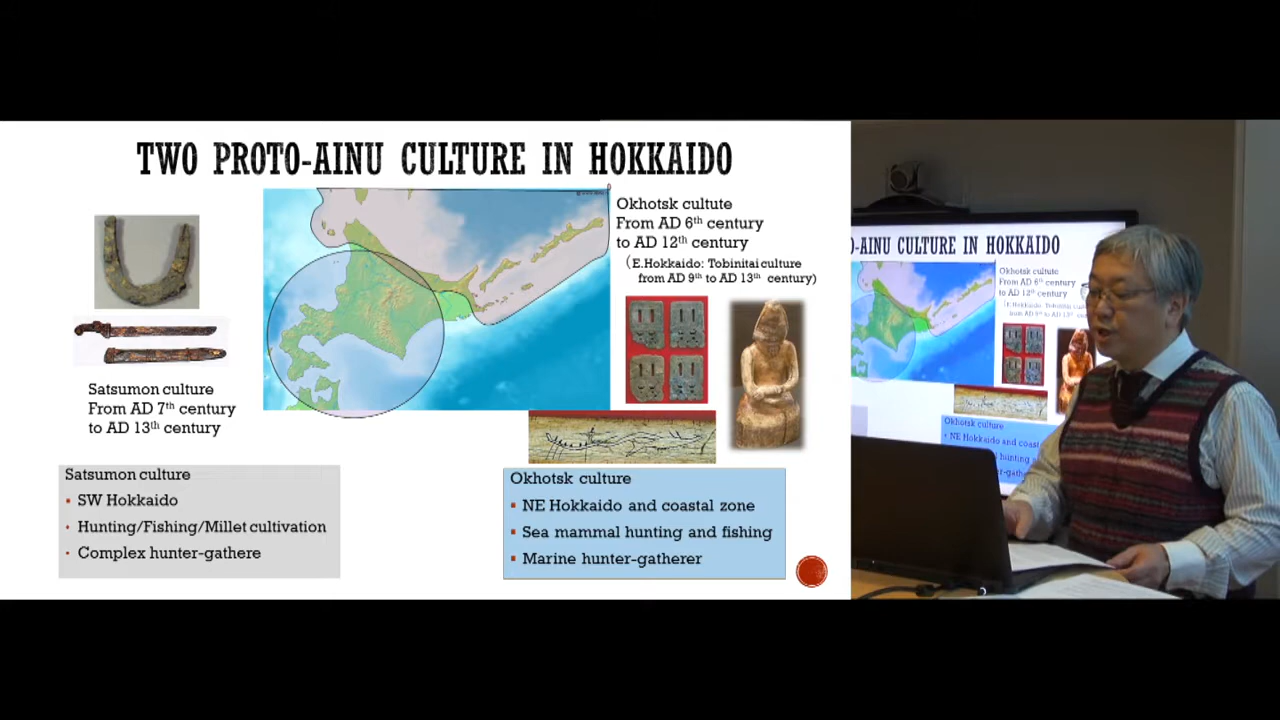 TWO PROTO-AINU CULTURE IN HOKKAIDO
Okhotsk cultute
From AD 6th century
to AD 12th century
(E.Hokkaido: Tobinitai culture
from AD 9th to AD 13th century)
Satsumon culture
From AD 7th century
to AD 13th century
Satsumon culture
▪ SW Hokkaido
• Hunting/Fishing/Millet cultivation
• Complex hunter-gathere
Okhotsk culture
▪ NE Hokkaido and coastal zone
▪ Sea mammal hunting and fishing
▪ Marine hunter-gatherer
O-AINU CULTURE IN HOKKAIDO
Okhotsk cultute
From AD 6th century
to AD 12th century
Okhotsk culture
• NE Hokkaido and coast